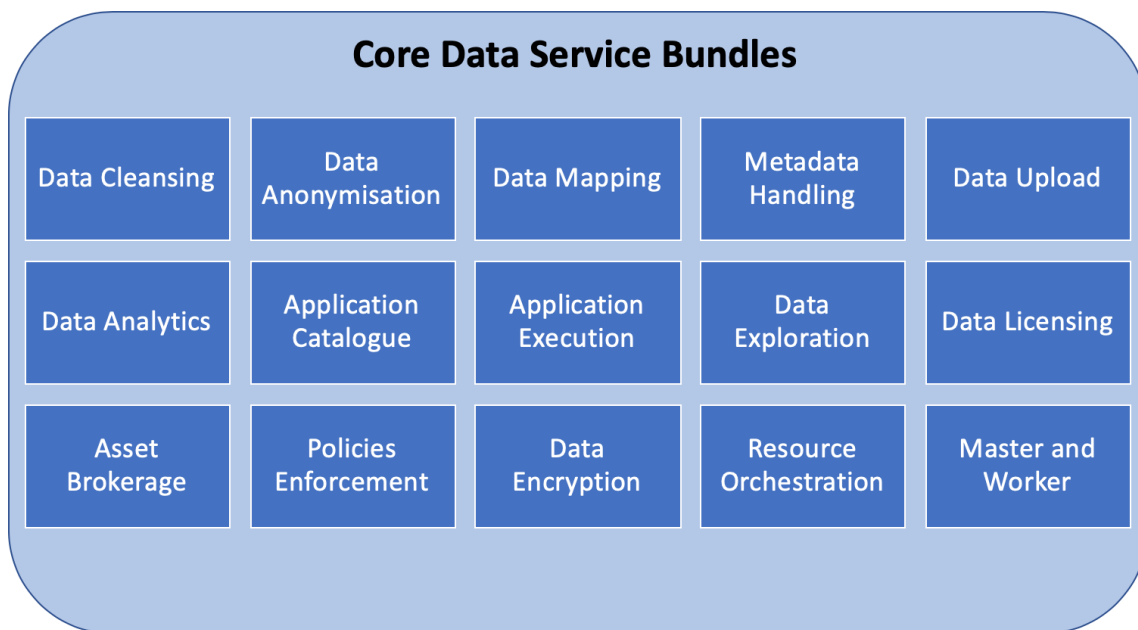 Core Data Service Bundles
Data Cleansing
Data
Anonymisation
Data Mapping
Metadata
Handling
Data Upload
Data Analytics
Application
Catalogue
Application
Execution
Data
Exploration
Data Licensing
Asset
Brokerage
Policies
Enforcement
Data
Encryption
Resource
Orchestration
Master and
Worker